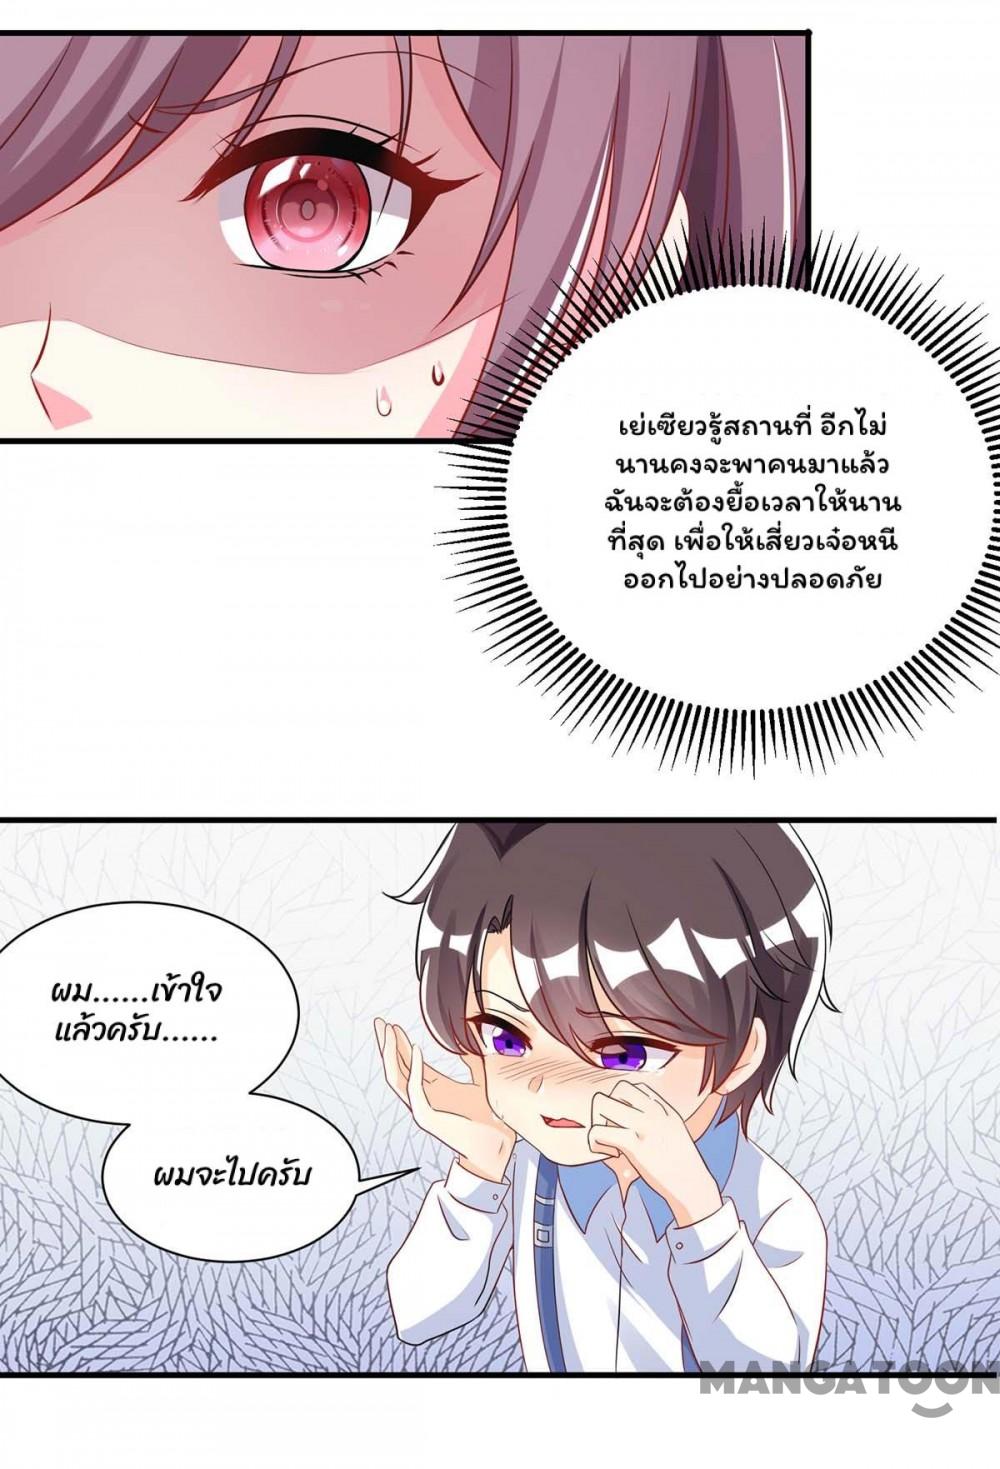 เย่เซียวรู้สถานที่ อีกไม่
นานคงจะพาคนมาแล้ว
ฉันจะต้องยื้อเวลาให้นาน
ที่สุด เพื่อให้เสี่ยวเจ๋อหนี
ออกไปอย่างปลอดภัย
ผม......เข้าใจ
แล้วครับ......
ผมจะไปครับ
MANGATOON